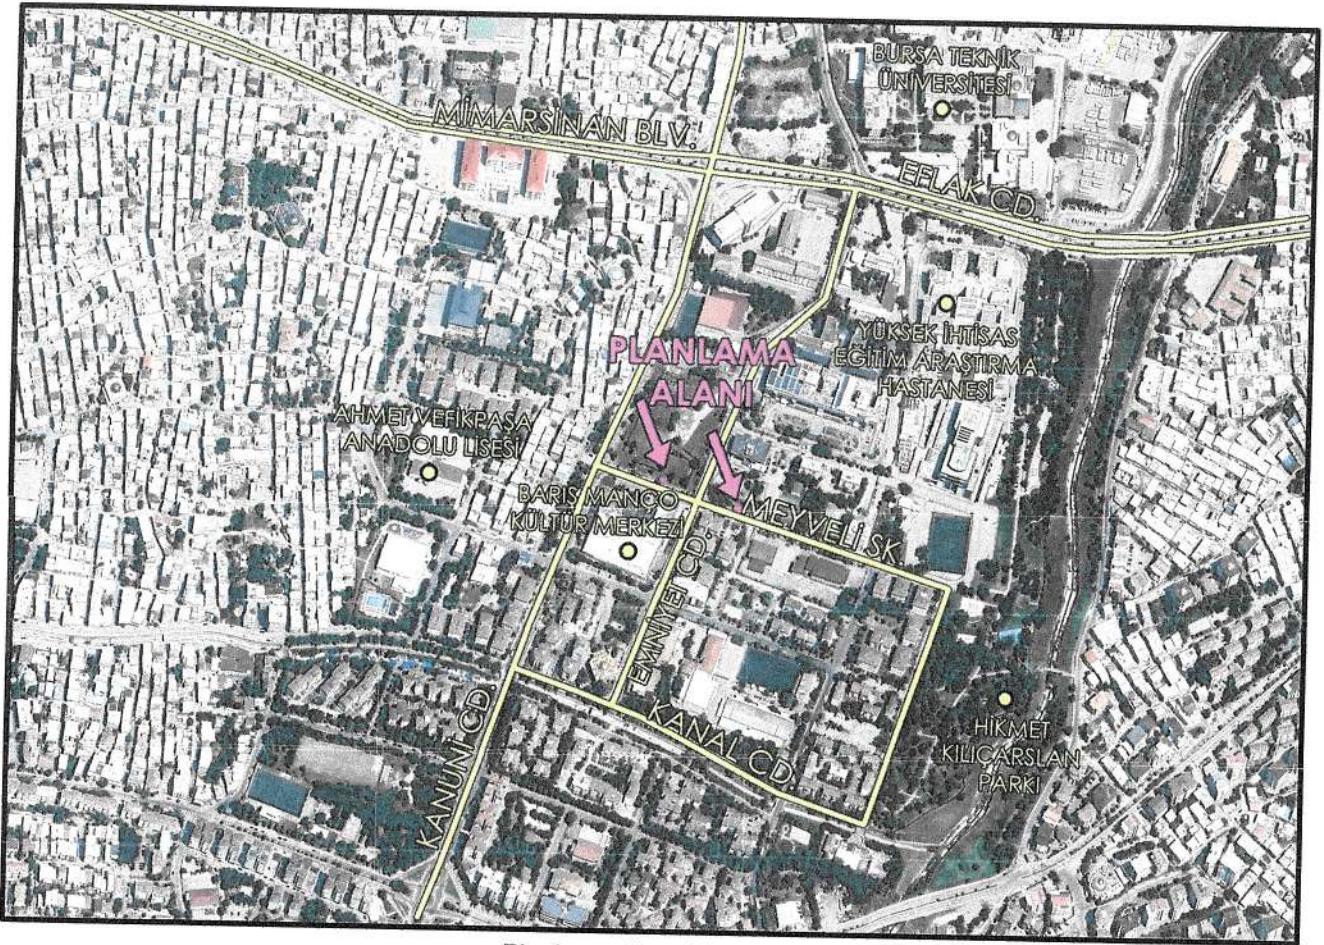 BURSA TEKNİK
ÜNİVERSİTESİ
MİMARSİNAN BLV.
EFLAK CD.
YÜKSEK İHTİSAS
EĞİTİM ARAŞTIRMA
HASTANESİ
PLANLAMA
ALANI
AHMET VEFİKPAŞA
ANADOLU LİSESİ
BARIŞ MANÇO
KÜLTÜR MERKEZİ
MEYVELİ SK.
EMNİYET CD.
KANUNİ CD.
KANAL CD.
HİKMET
KILIÇARSLAN
PARKI